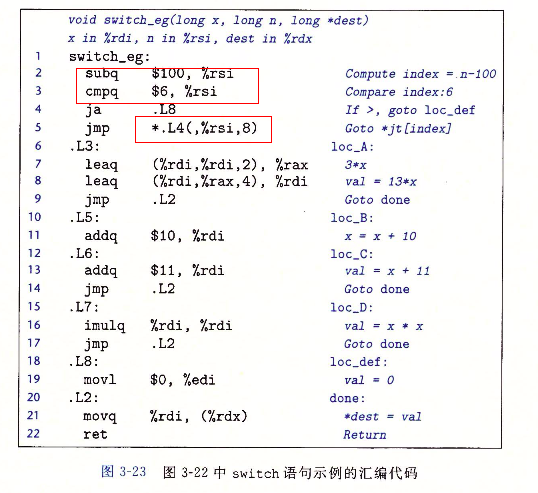 void switch_eg(long x, long n, long *dest)
x in %rdi, n in %rsi, dest in %rdx
1 switch_eg:
2 subq $100, %rsi Compute index = n-100
3 cmpq $6, %rsi Compare index:6
4 ja .L8 If >, goto loc_def
5 jmp *.L4(,%rsi,8) Goto *jt[index]
6 .L3: loc_A:
7 leaq (%rdi,%rdi,2), %rax 3*x
8 leaq (%rdi,%rax,4), %rdi val = 13*x
9 jmp .L2 Goto done
10 .L5: loc_B:
11 addq $10, %rdi x = x + 10
12 .L6: loc_C:
13 addq $11, %rdi val = x + 11
14 jmp .L2 Goto done
15 .L7: loc_D:
16 imulq %rdi, %rdi val = x * x
17 jmp .L2 Goto done
18 .L8: loc_def:
19 movl $0, %edi val = 0
20 .L2: done:
21 movq %rdi, (%rdx) *dest = val
22 ret Return
图 3-23 图 3-22 中 switch 语句示例的汇编代码